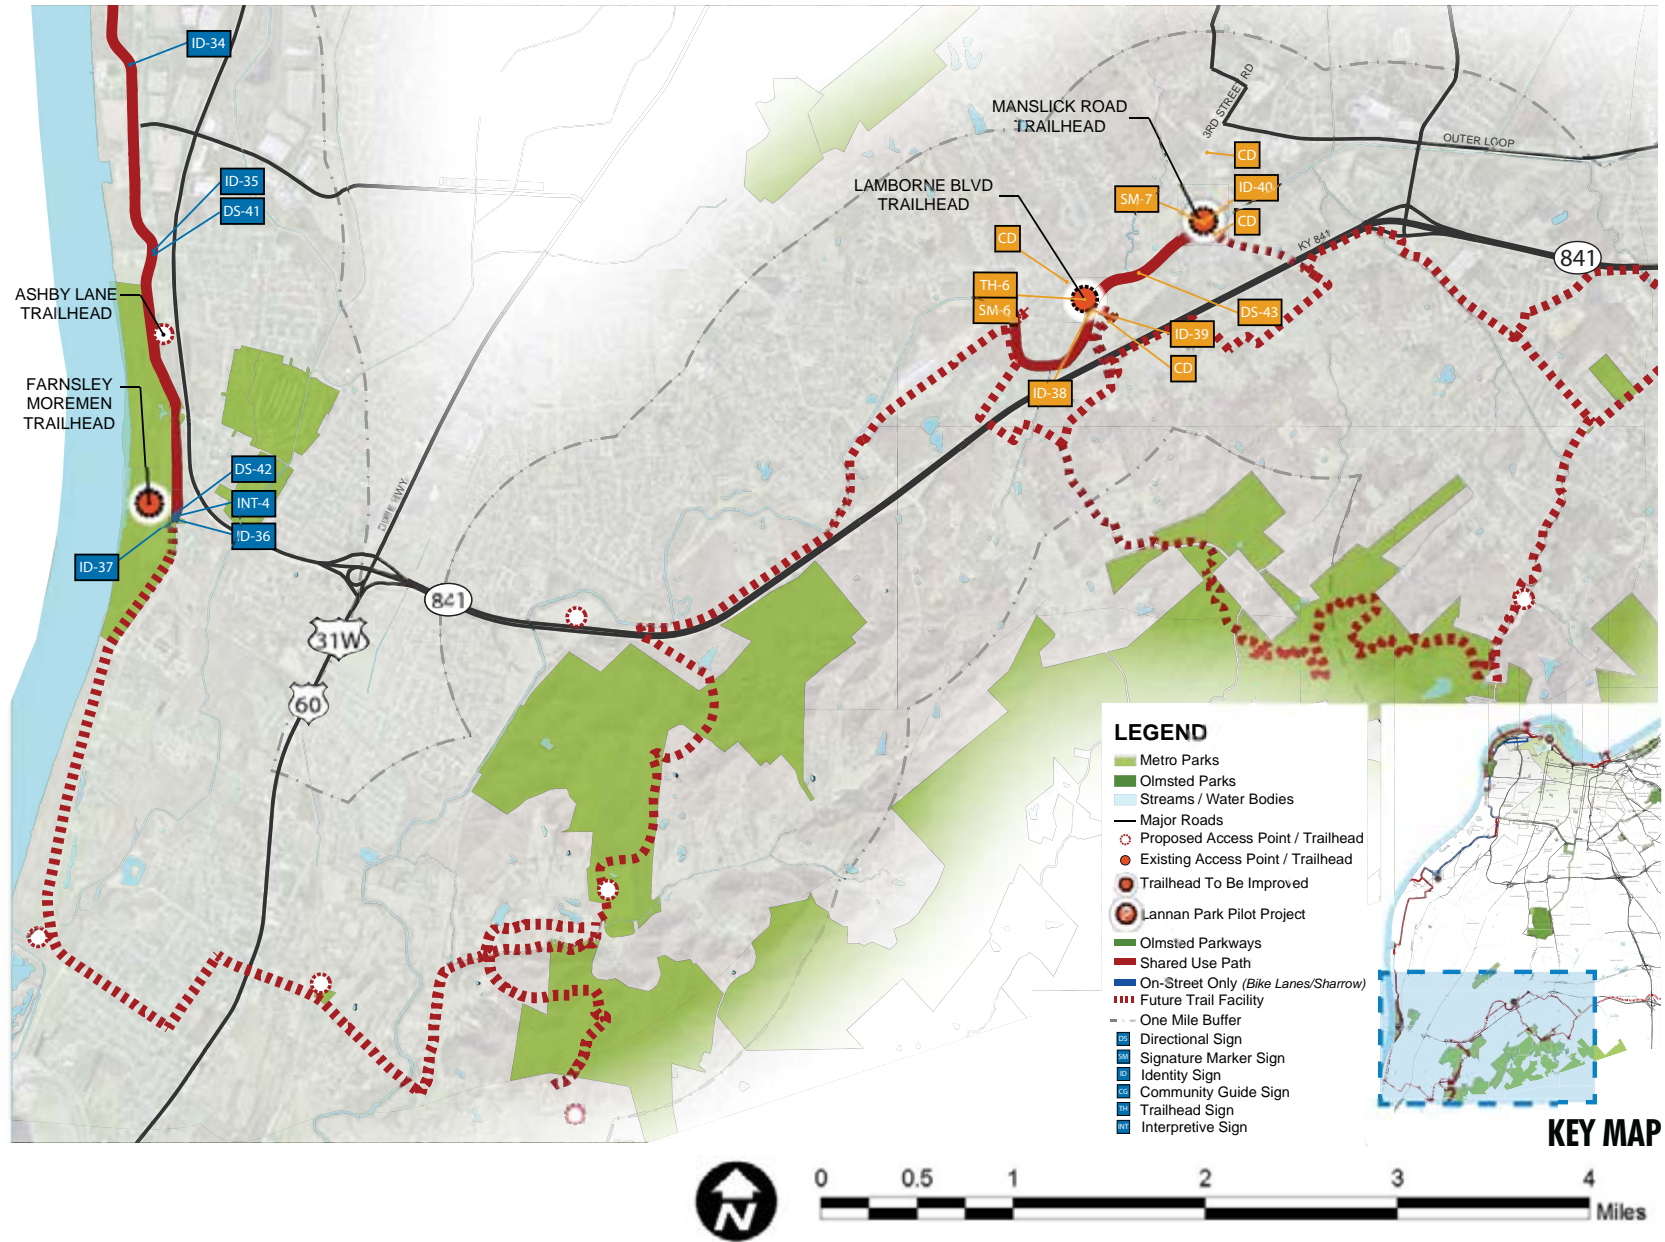 ID-34
MANSLICK ROAD
TRAILHEAD
3RD STREET RD
OUTER LOOP
CD
ID-35
DS-41
LAMBORNE BLVD
TRAILHEAD
SM-7
ID-40
CD
CD
KY 841
841
TH-6
SM-6
DS-43
ID-39
CD
ID-38
ASHBY LANE
TRAILHEAD
FARNSLEY
MOREMEN
TRAILHEAD
DS-42
INT-4
ID-36
ID-37
DIXIE HWY
841
31W
60
LEGEND
Metro Parks
Olmsted Parks
Streams / Water Bodies
Major Roads
Proposed Access Point / Trailhead
Existing Access Point / Trailhead
Trailhead To Be Improved
Lannan Park Pilot Project
Olmsted Parkways
Shared Use Path
On-Street Only (Bike Lanes/Sharrow)
Future Trail Facility
One Mile Buffer
DS Directional Sign
SM Signature Marker Sign
ID Identity Sign
CG Community Guide Sign
TH Trailhead Sign
INT Interpretive Sign
KEY MAP
N
0 0.5 1 2 3 4
Miles